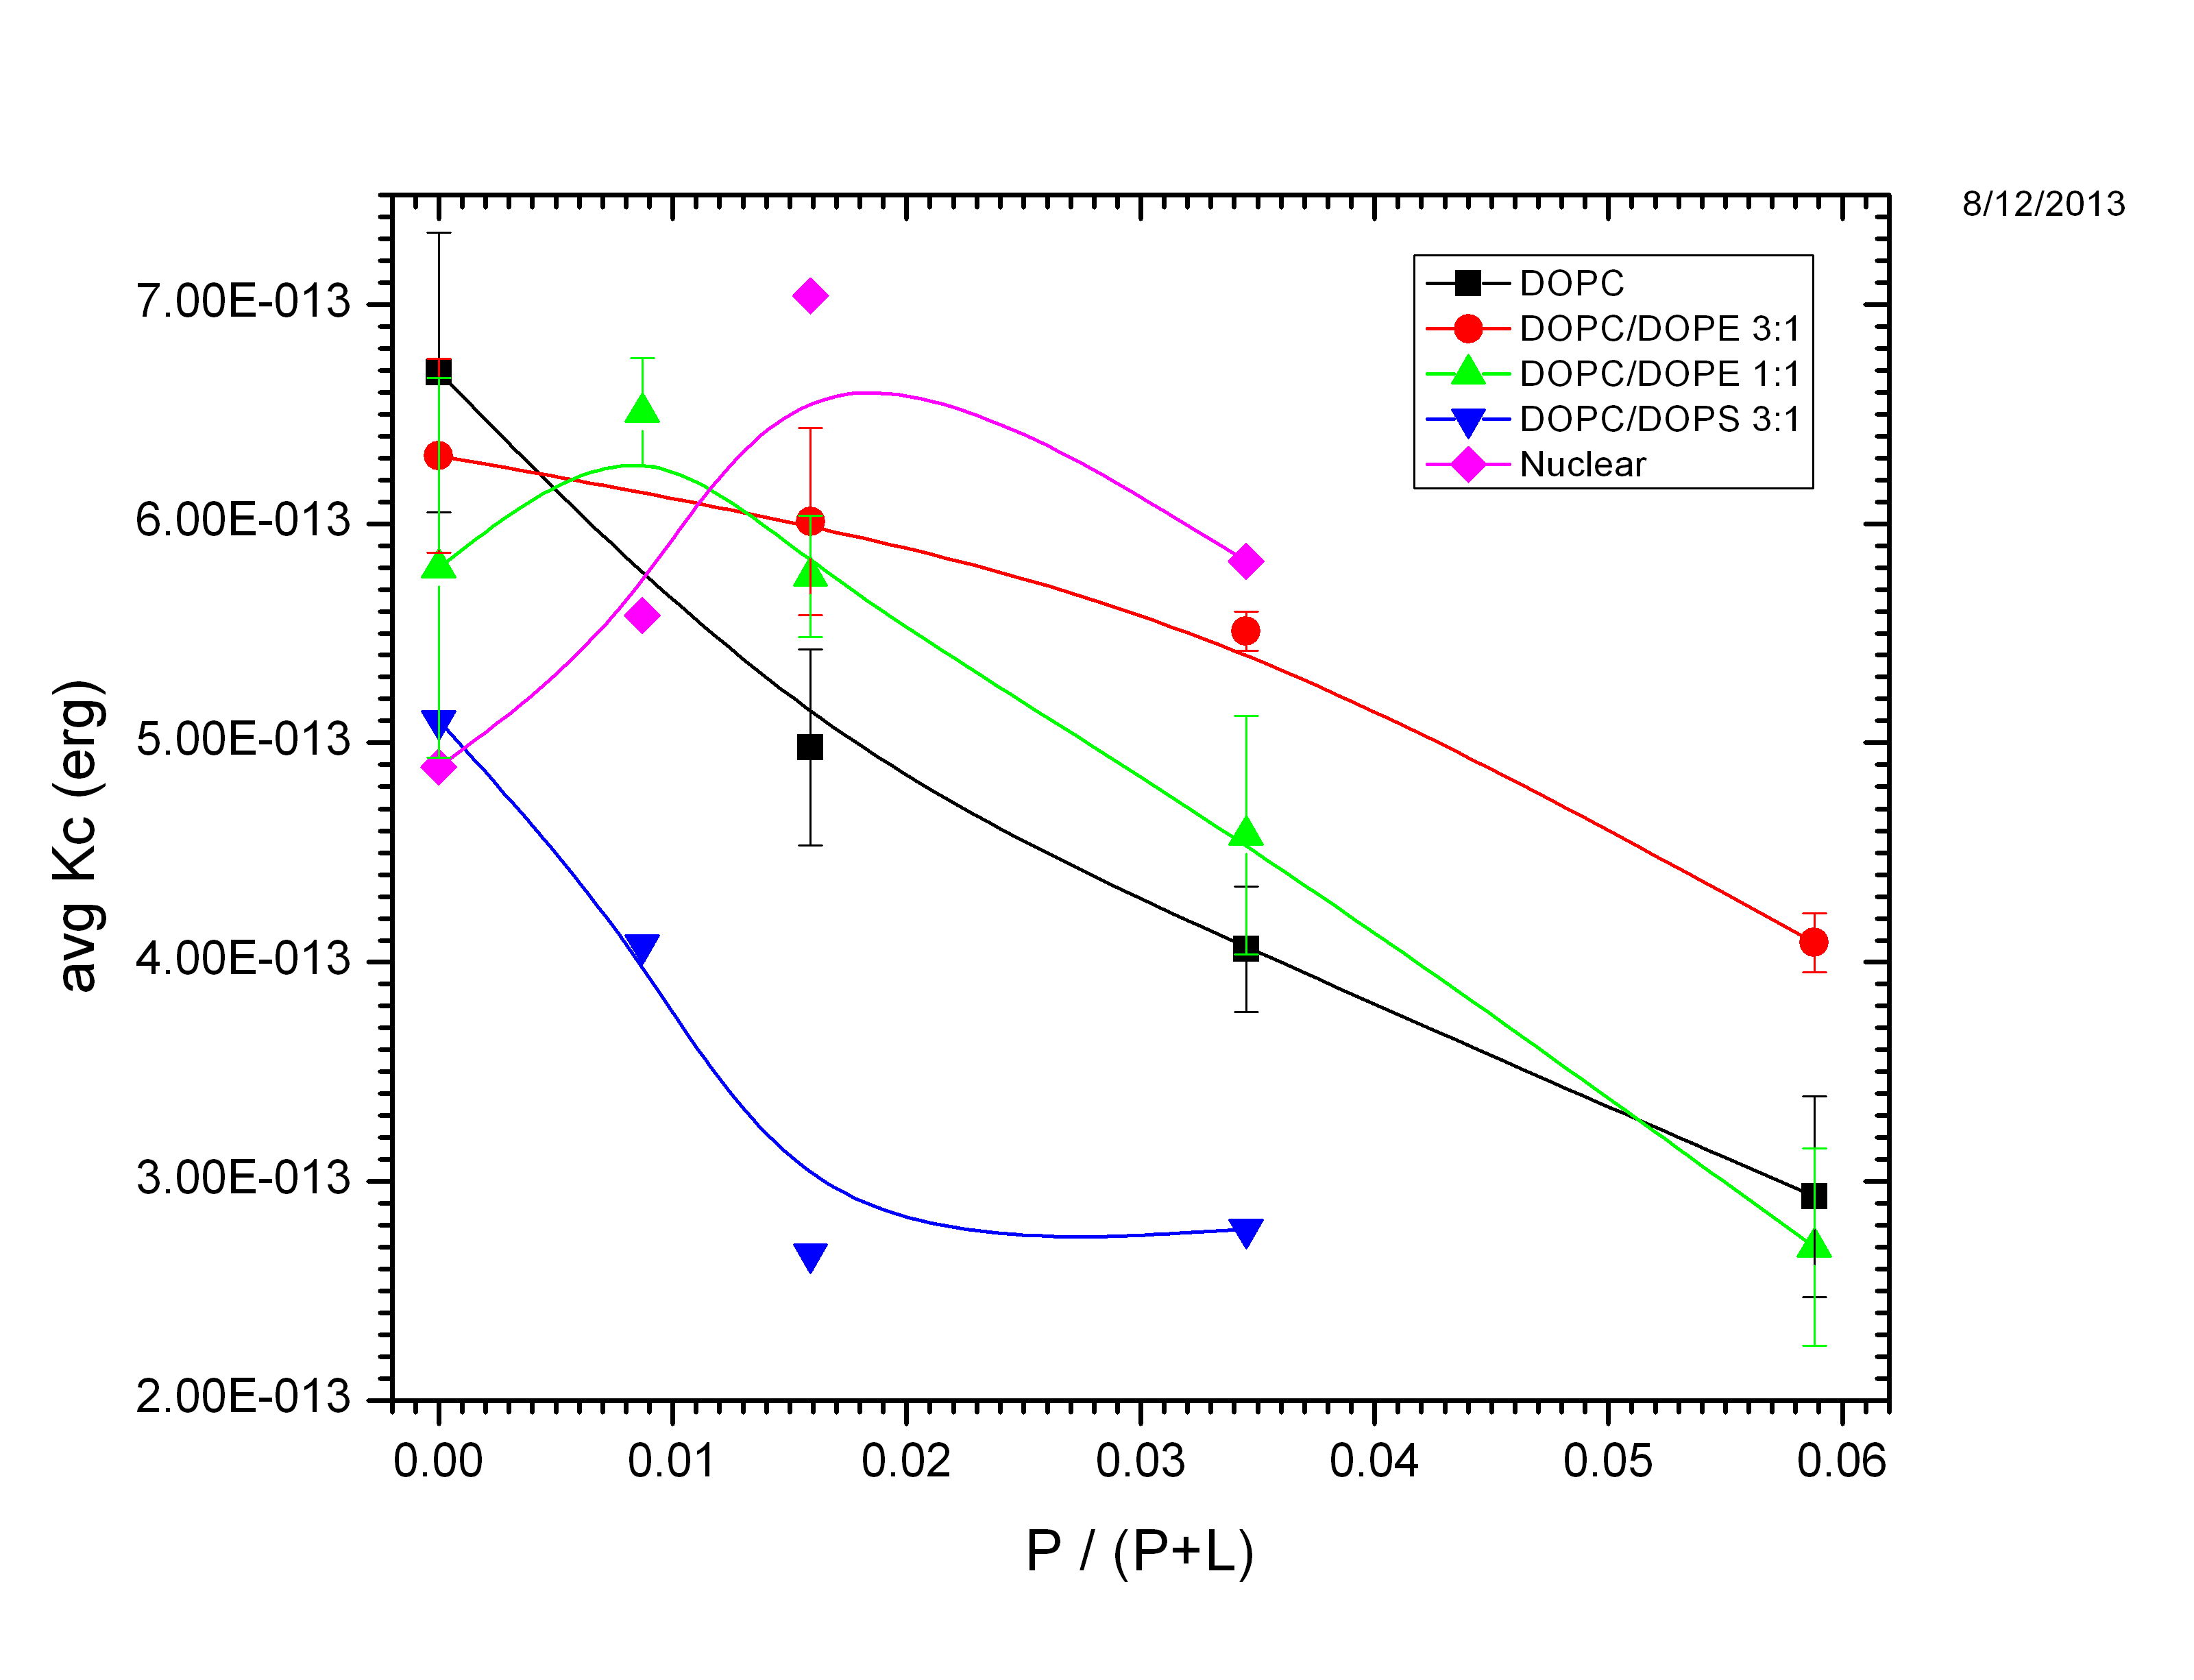 8/12/2013
7.00E-013
6.00E-013
5.00E-013
4.00E-013
3.00E-013
2.00E-013
avg Kc (erg)
DOPC
DOPC/DOPE 3:1
DOPC/DOPE 1:1
DOPC/DOPS 3:1
Nuclear
0.00 0.01 0.02 0.03 0.04 0.05 0.06
P / (P+L)